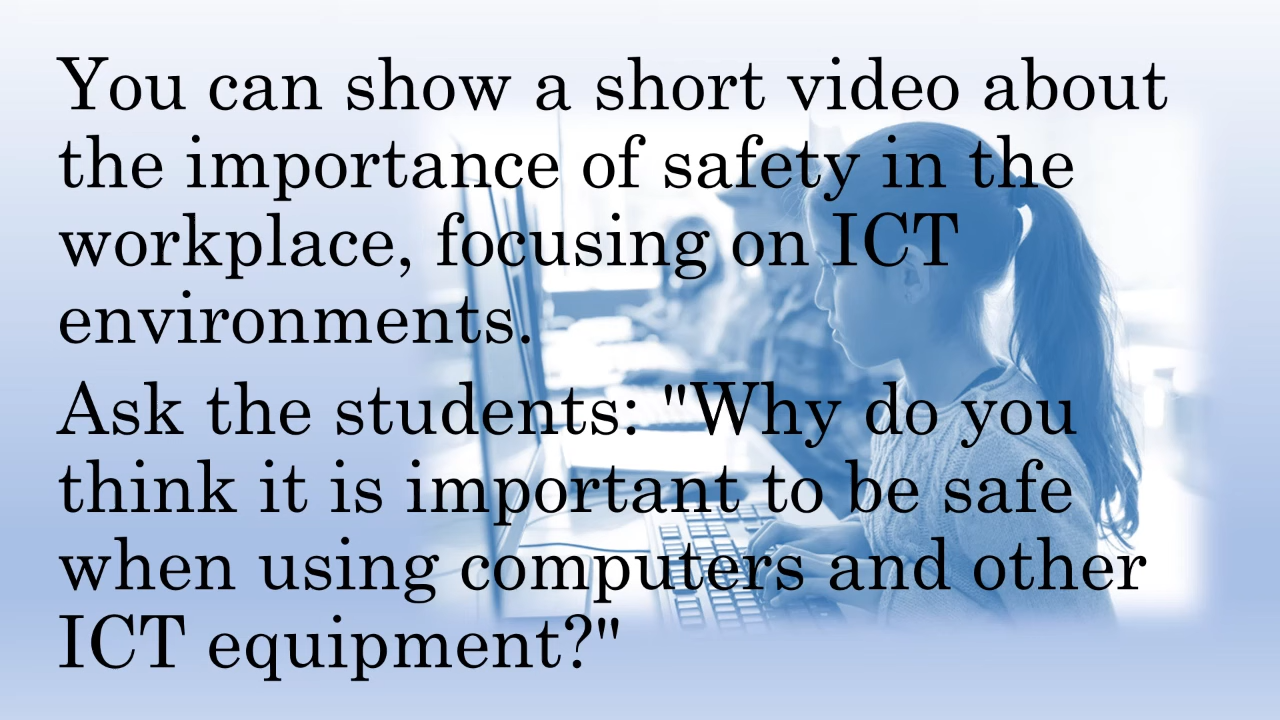 You can show a short video about
the importance of safety in the
workplace, focusing on ICT
environments.
Ask the students: "Why do you
think it is important to be safe
when using computers and other
ICT equipment?"